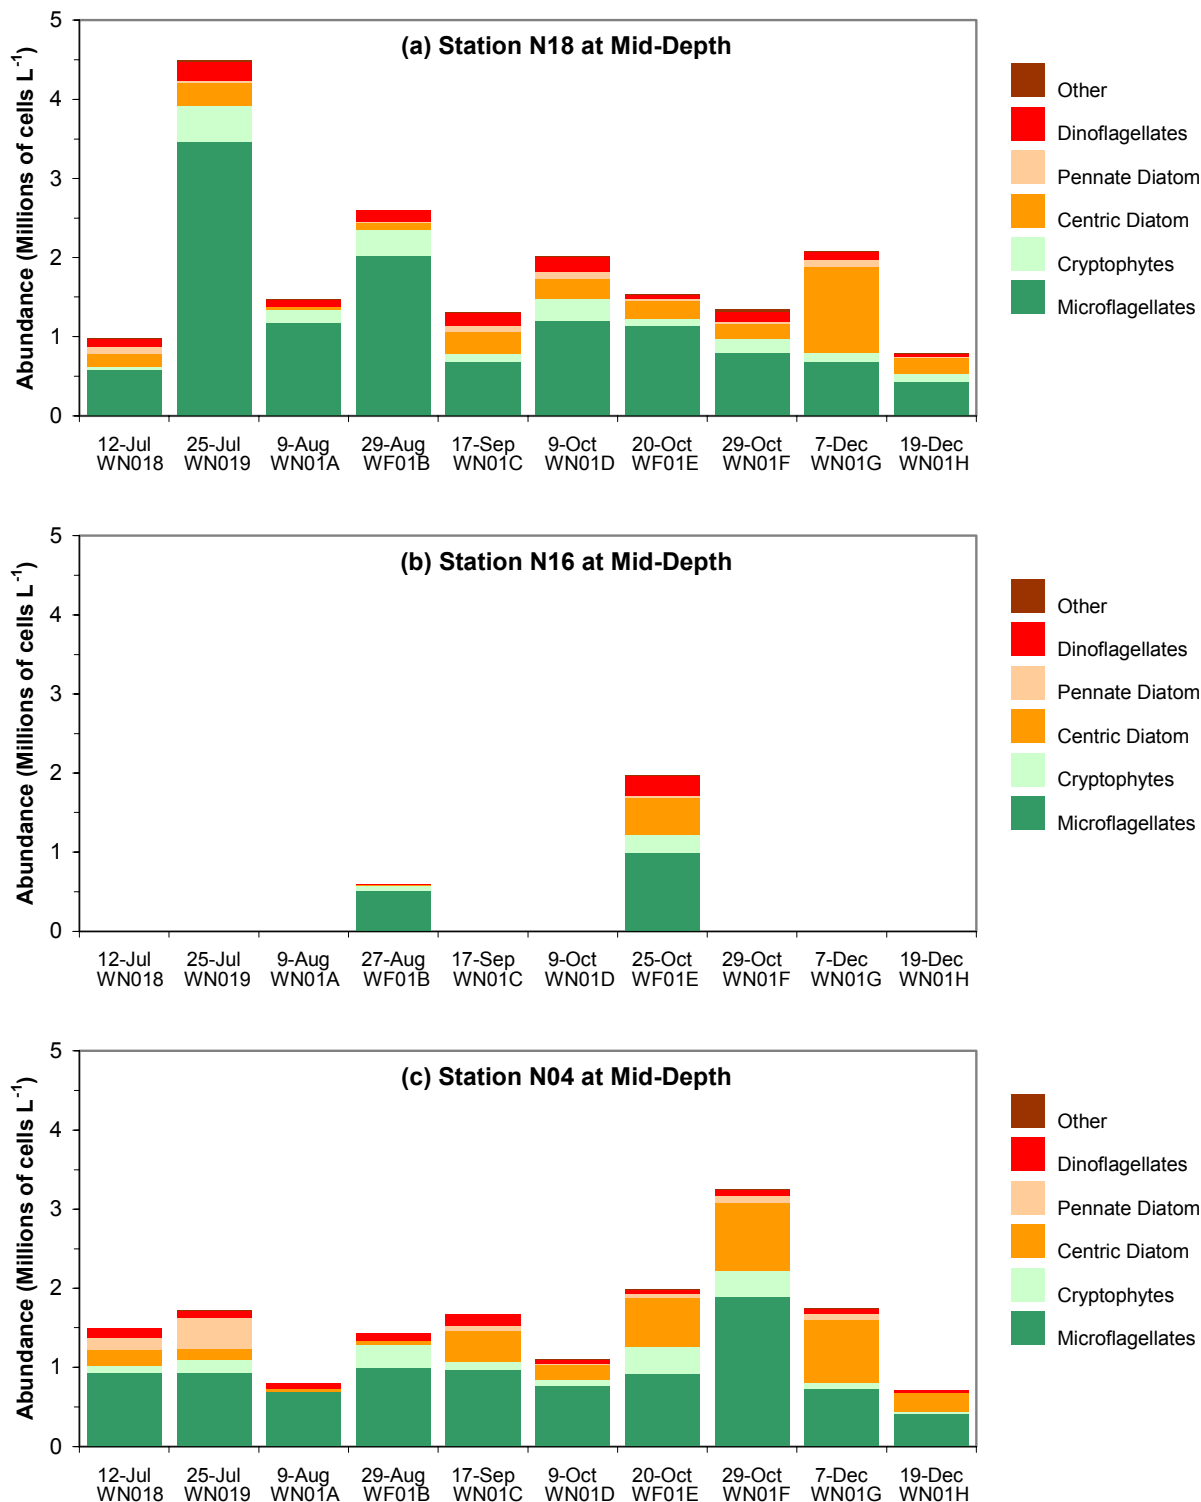 (a) Station N18 at Mid-Depth
Abundance (Millions of cells L-1)
5
4
3
2
1
0
12-Jul 25-Jul 9-Aug 29-Aug 17-Sep 9-Oct 20-Oct 29-Oct 7-Dec 19-Dec
WN018 WN019 WN01A WF01B WN01C WN01D WF01E WN01F WN01G WN01H
Other
Dinoflagellates
Pennate Diatom
Centric Diatom
Cryptophytes
Microflagellates
(b) Station N16 at Mid-Depth
Abundance (Millions of cells L-1)
5
4
3
2
1
0
12-Jul 25-Jul 9-Aug 27-Aug 17-Sep 9-Oct 25-Oct 29-Oct 7-Dec 19-Dec
WN018 WN019 WN01A WF01B WN01C WN01D WF01E WN01F WN01G WN01H
Other
Dinoflagellates
Pennate Diatom
Centric Diatom
Cryptophytes
Microflagellates
(c) Station N04 at Mid-Depth
Abundance (Millions of cells L-1)
5
4
3
2
1
0
12-Jul 25-Jul 9-Aug 29-Aug 17-Sep 9-Oct 20-Oct 29-Oct 7-Dec 19-Dec
WN018 WN019 WN01A WF01B WN01C WN01D WF01E WN01F WN01G WN01H
Other
Dinoflagellates
Pennate Diatom
Centric Diatom
Cryptophytes
Microflagellates